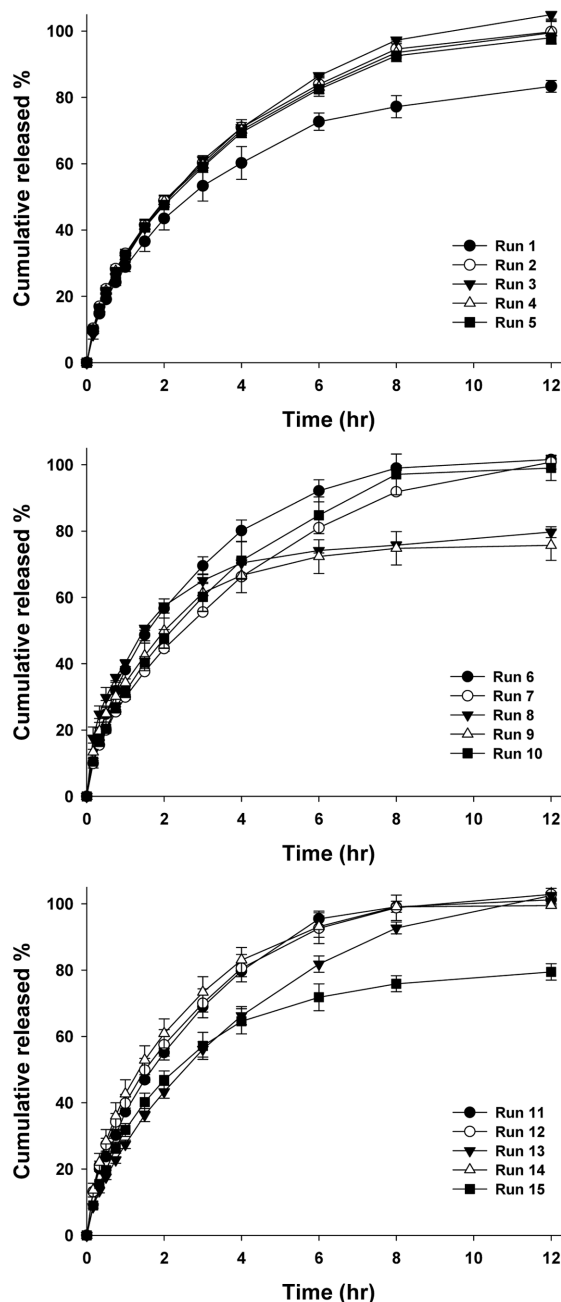 Cumulative released %
100
80
60
40
20
0
Run 1
Run 2
Run 3
Run 4
Run 5
0 2 4 6 8 10 12
Time (hr)
Cumulative released %
100
80
60
40
20
0
Run 6
Run 7
Run 8
Run 9
Run 10
0 2 4 6 8 10 12
Time (hr)
Cumulative released %
100
80
60
40
20
0
Run 11
Run 12
Run 13
Run 14
Run 15
0 2 4 6 8 10 12
Time (hr)